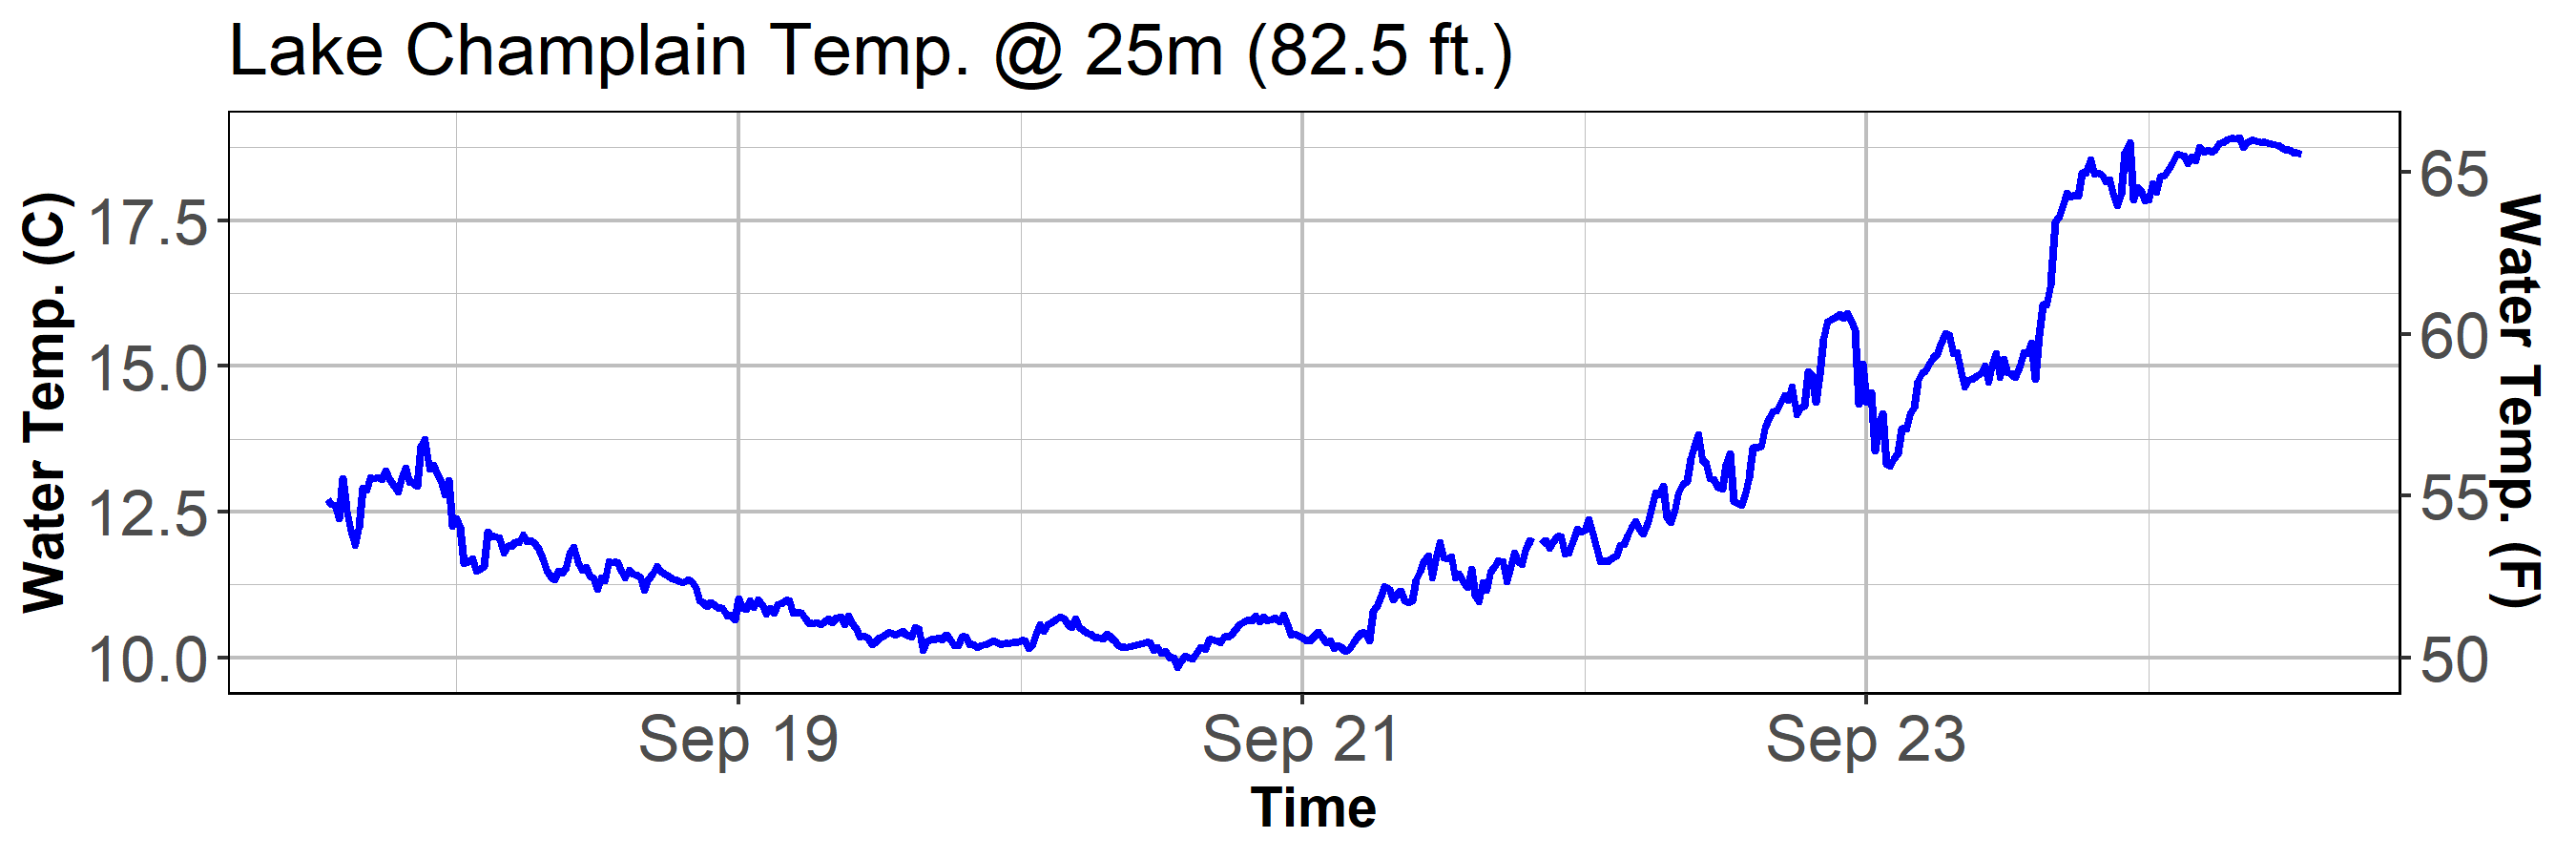 Lake Champlain Temp. @ 25m (82.5 ft.)
Water Temp. (C)
17.5
15.0
12.5
10.0
65
60
55
50
Water Temp. (F)
Sep 19
Sep 21
Sep 23
Time